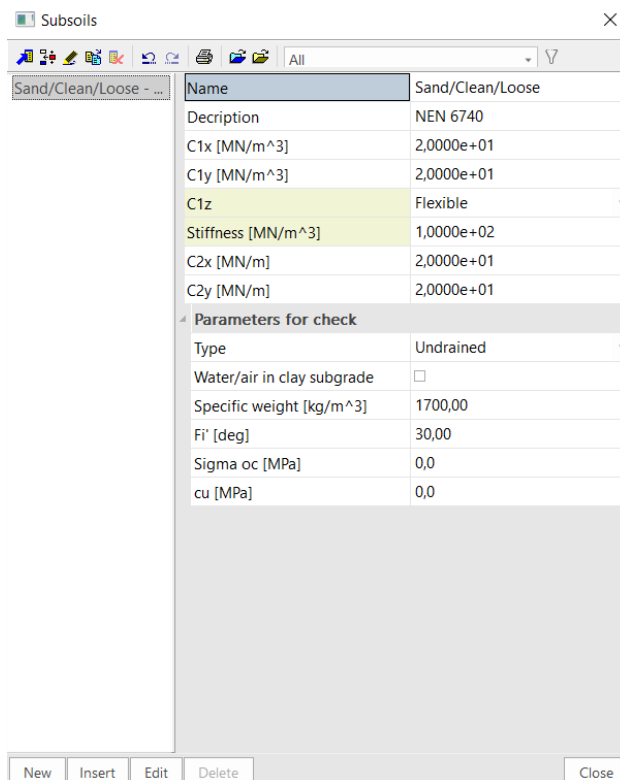 Subsoils
All
Sand/Clean/Loose - ...
Name Sand/Clean/Loose
Decription NEN 6740
C1x [MN/m^3] 2,0000e+01
C1y [MN/m^3] 2,0000e+01
C1z Flexible
Stiffness [MN/m^3] 1,0000e+02
C2x [MN/m] 2,0000e+01
C2y [MN/m] 2,0000e+01
Parameters for check
Type Undrained
Water/air in clay subgrade
Specific weight [kg/m^3] 1700,00
Fi' [deg] 30,00
Sigma oc [MPa] 0,0
cu [MPa] 0,0
New Insert Edit Delete Close